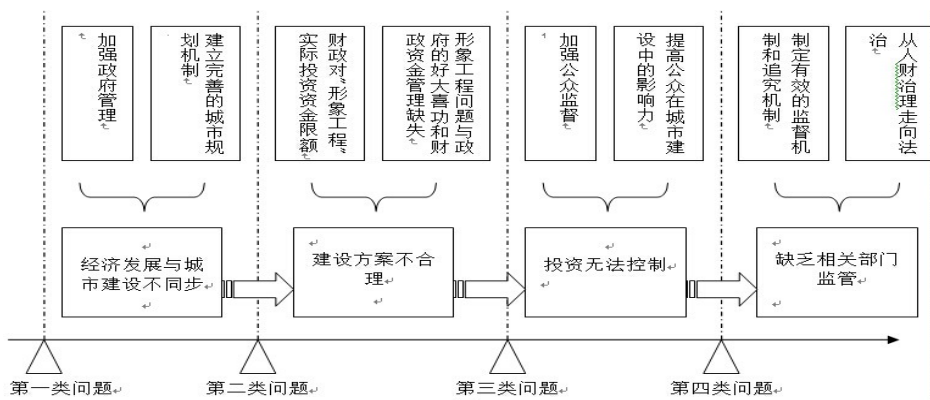 加强政府管理
建立完善的城市规
划机制
财政对“形象工程”
实际投资资金限额
形象工程问题与政
府的好大喜功和财
政资金管理缺失
加强公众监督
提高公众在城市建
设中的影响力
制定有效的监督机
制和追究机制
从人财治理走向法
治
经济发展与城
市建设不同步
建设方案不合
理
投资无法控制
缺乏相关部门
监管
第一类问题
第二类问题
第三类问题
第四类问题